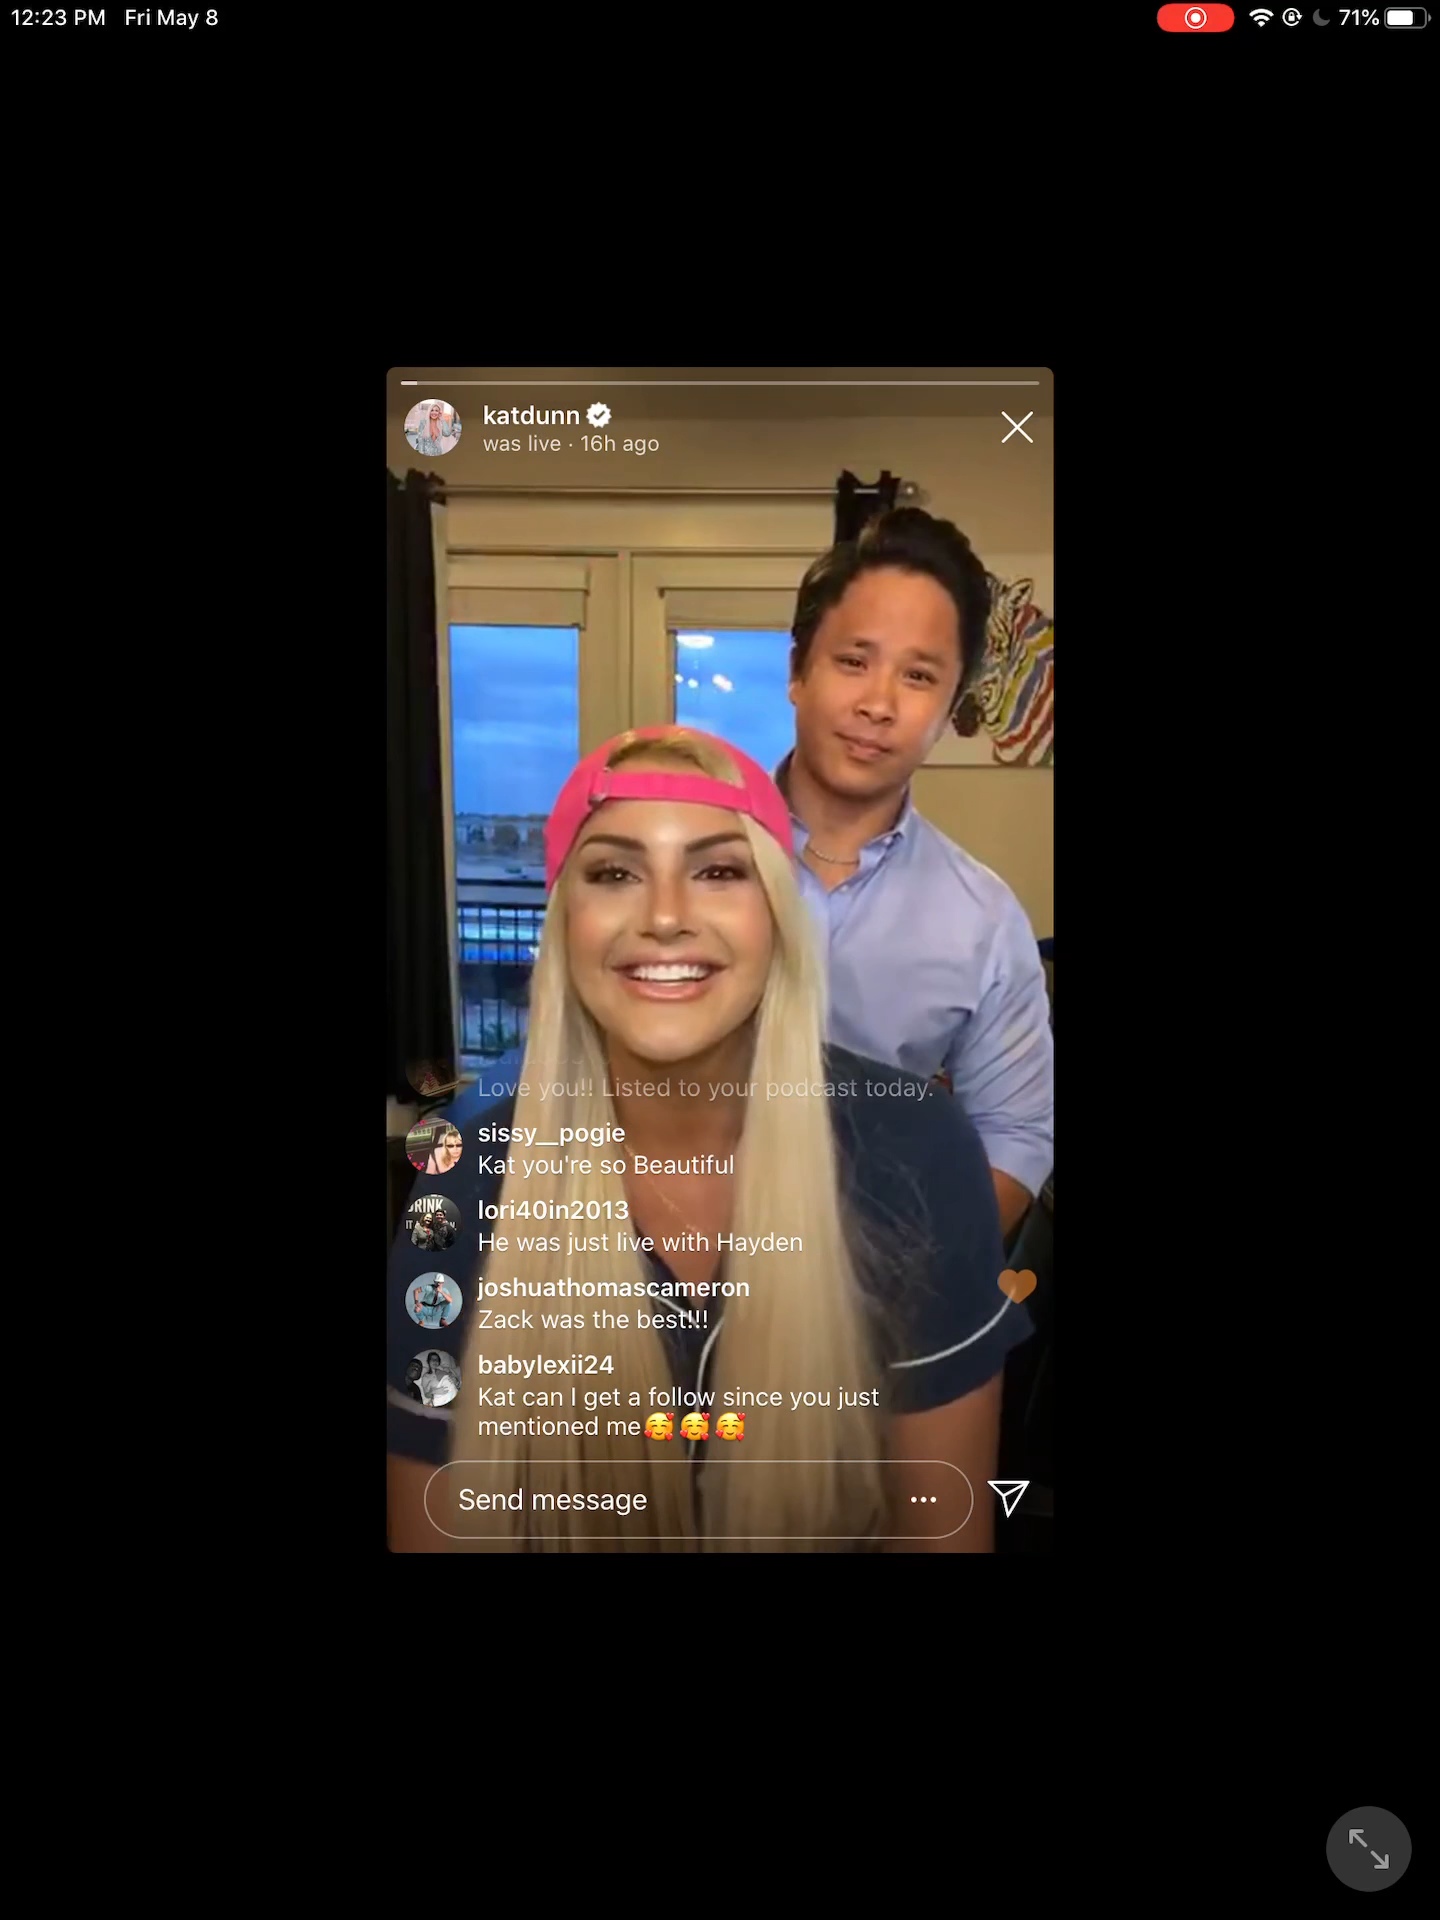 12:23 PM Fri May 8
71%
katdunn
was live · 16h ago
Love you!! Listed to your podcast today.
sissy__pogie
Kat you're so Beautiful
RINK
lori40in2013
He was just live with Hayden
joshuathomascameron
Zack was the best!!!
babylexii24
Kat can I get a follow since you just
mentioned me🥰🥰🥰
Send message